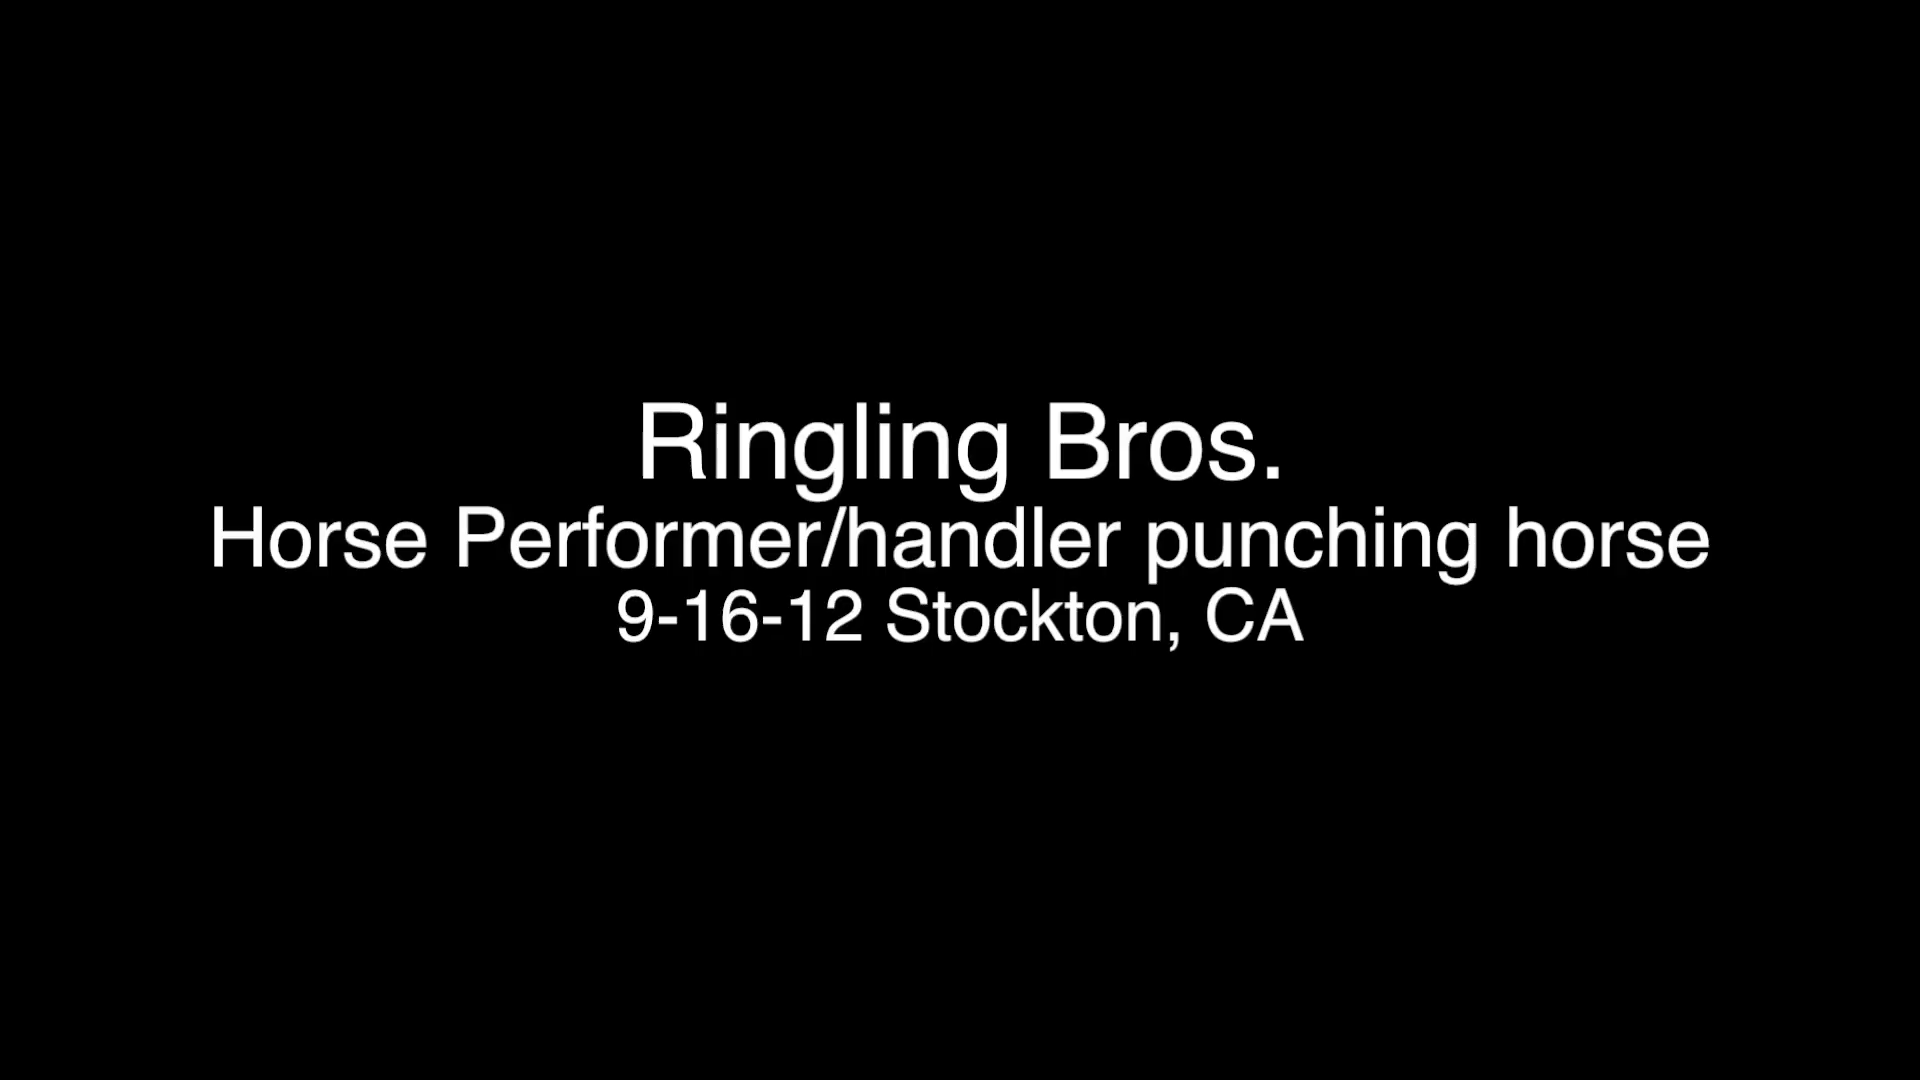 Ringling Bros.
Horse Performer/handler punching horse
9-16-12 Stockton, CA